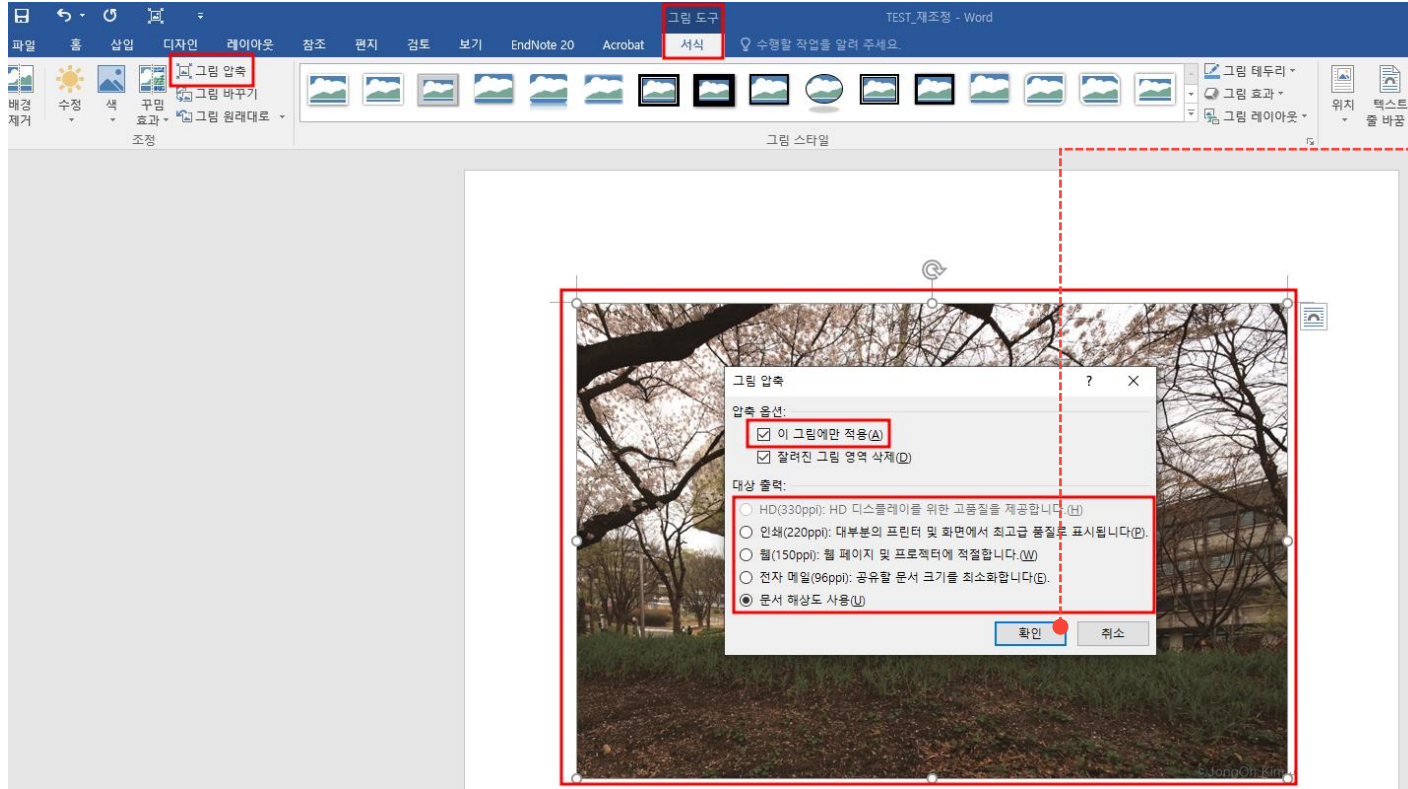 그림 도구
TEST_재조정 - Word
파일 홈 삽입 디자인 레이아웃 참조 편지 검토 보기 EndNote 20 Acrobat 서식 수행할 작업을 알려 주세요.
배경 제거
수정
색
꾸밈 효과
그림 압축
그림 바꾸기
그림 원래대로
조정
그림 스타일
그림 테두리
그림 효과
그림 레이아웃
위치
텍스트
줄 바꿈
그림 압축 ?
압축 옵션:
이 그림에만 적용(A)
잘려진 그림 영역 삭제(D)
대상 출력:
HD(330ppi): HD 디스플레이를 위한 고품질을 제공합니다.(H)
인쇄(220ppi): 대부분의 프린터 및 화면에서 최고급 품질로 표시됩니다(P).
웹(150ppi): 웹 페이지 및 프로젝터에 적절합니다.(W)
전자 메일(96ppi): 공유할 문서 크기를 최소화합니다(E).
문서 해상도 사용(U)
확인 취소
©JongOh Kim